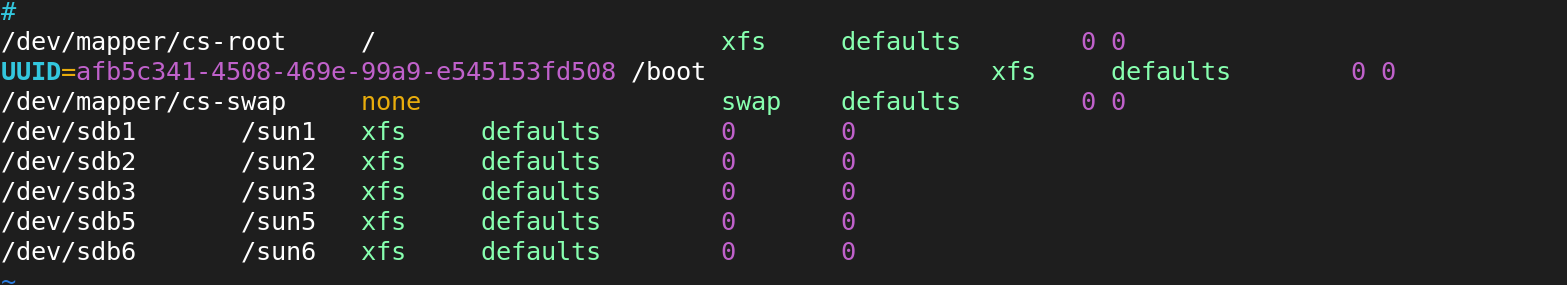 #
/dev/mapper/cs-root     /                       xfs     defaults        0 0
UUID=afb5c341-4508-469e-99a9-e545153fd508 /boot                   xfs     defaults        0 0
/dev/mapper/cs-swap     none                    swap    defaults        0 0
/dev/sdb1       /sun1   xfs     defaults        0       0
/dev/sdb2       /sun2   xfs     defaults        0       0
/dev/sdb3       /sun3   xfs     defaults        0       0
/dev/sdb5       /sun5   xfs     defaults        0       0
/dev/sdb6       /sun6   xfs     defaults        0       0
~